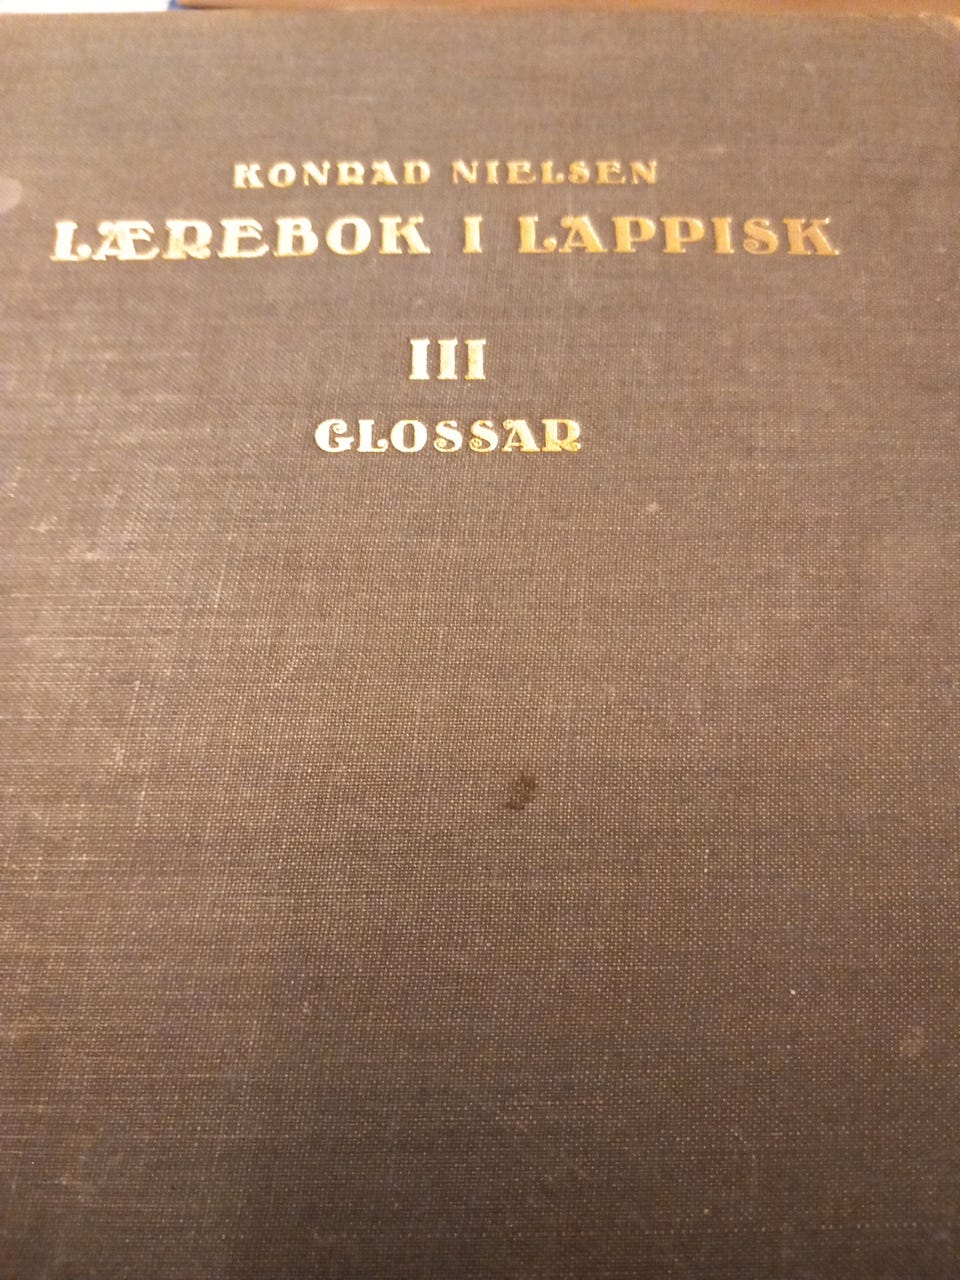 KONRAD NIELSEN
LÆREBOK I LAPPISK
III
GLOSSAR